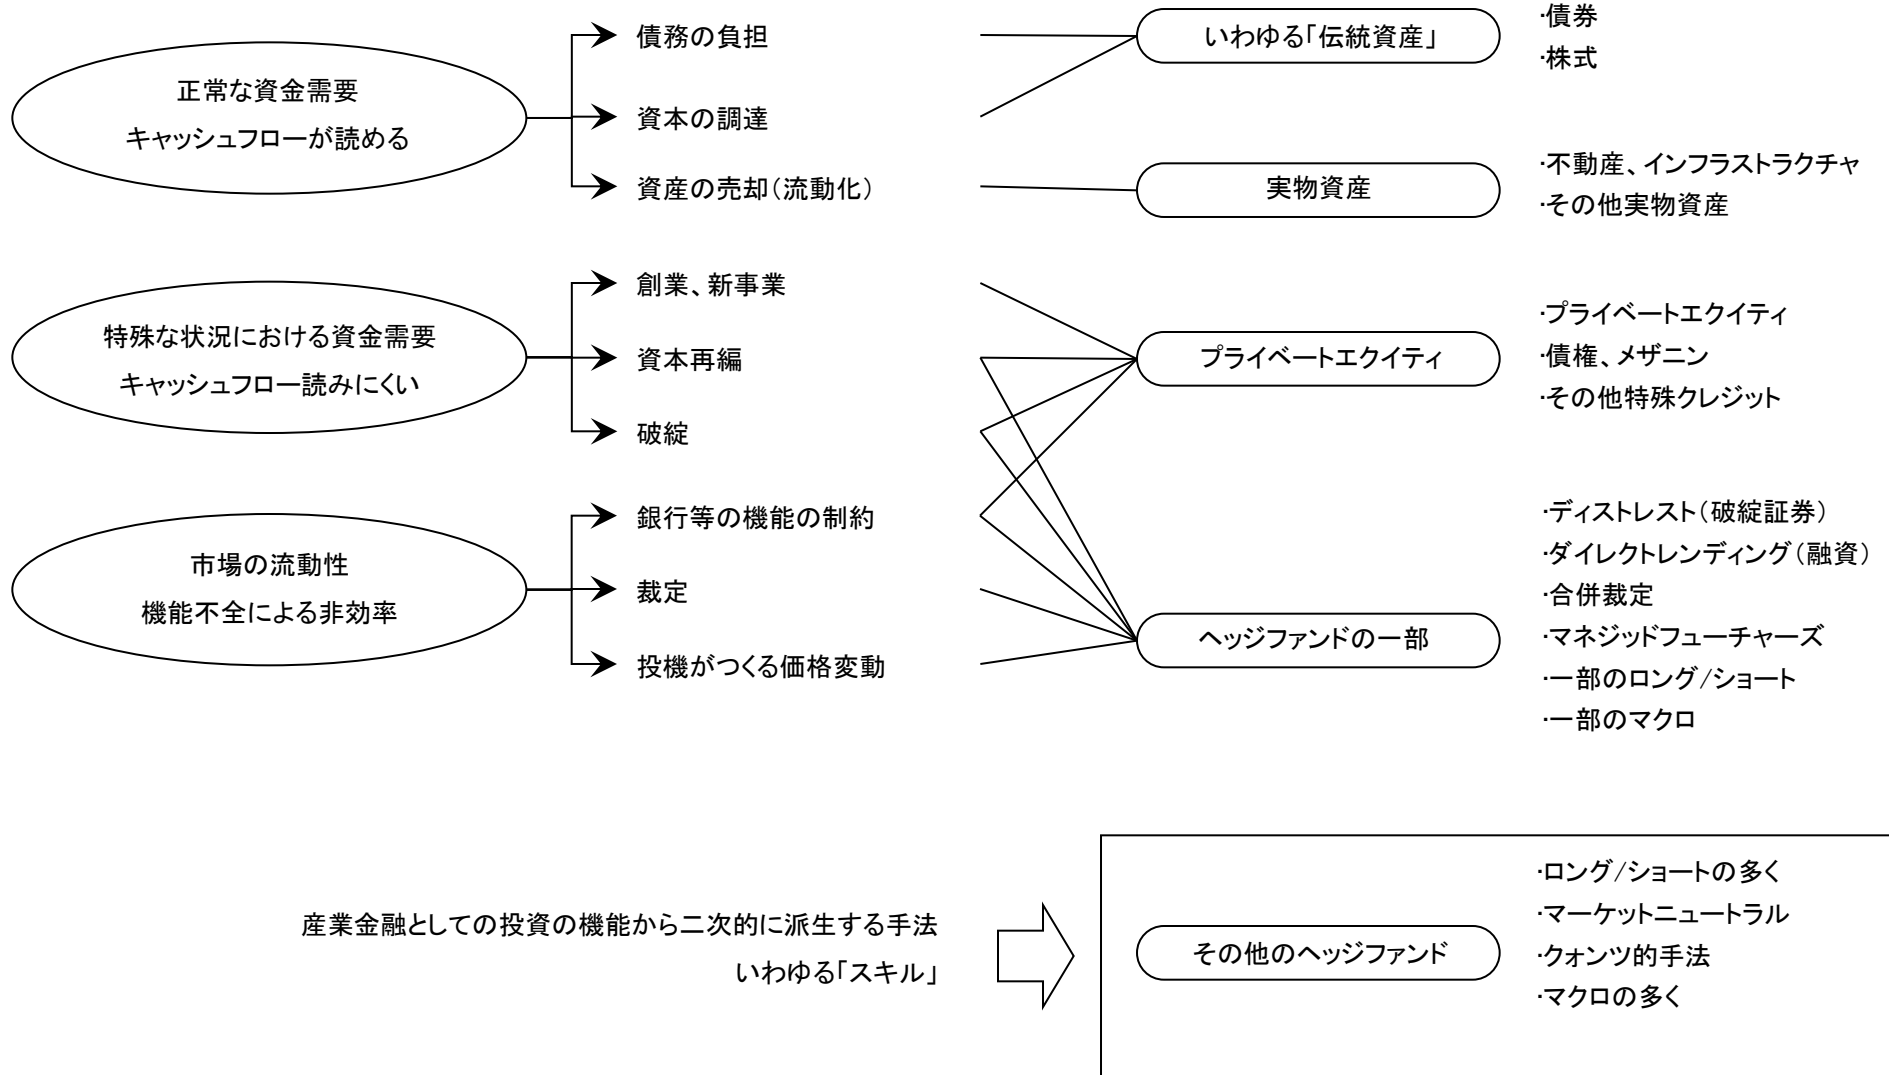 正常な資金需要
キャッシュフローが読める
債務の負担
資本の調達
資産の売却（流動化）
いわゆる「伝統資産」
・債券
・株式
実物資産
・不動産、インフラストラクチャ
・その他実物資産
特殊な状況における資金需要
キャッシュフロー読みにくい
創業、新事業
資本再編
破綻
プライベートエクイティ
・プライベートエクイティ
・債権、メザニン
・その他特殊クレジット
市場の流動性
機能不全による非効率
銀行等の機能の制約
裁定
投機がつくる価格変動
ヘッジファンドの一部
・ディストレスト（破綻証券）
・ダイレクトレンディング（融資）
・合併裁定
・マネジッドフューチャーズ
・一部のロング/ショート
・一部のマクロ
産業金融としての投資の機能から二次的に派生する手法
いわゆる「スキル」
その他のヘッジファンド
・ロング/ショートの多く
・マーケットニュートラル
・クォンツ的手法
・マクロの多く